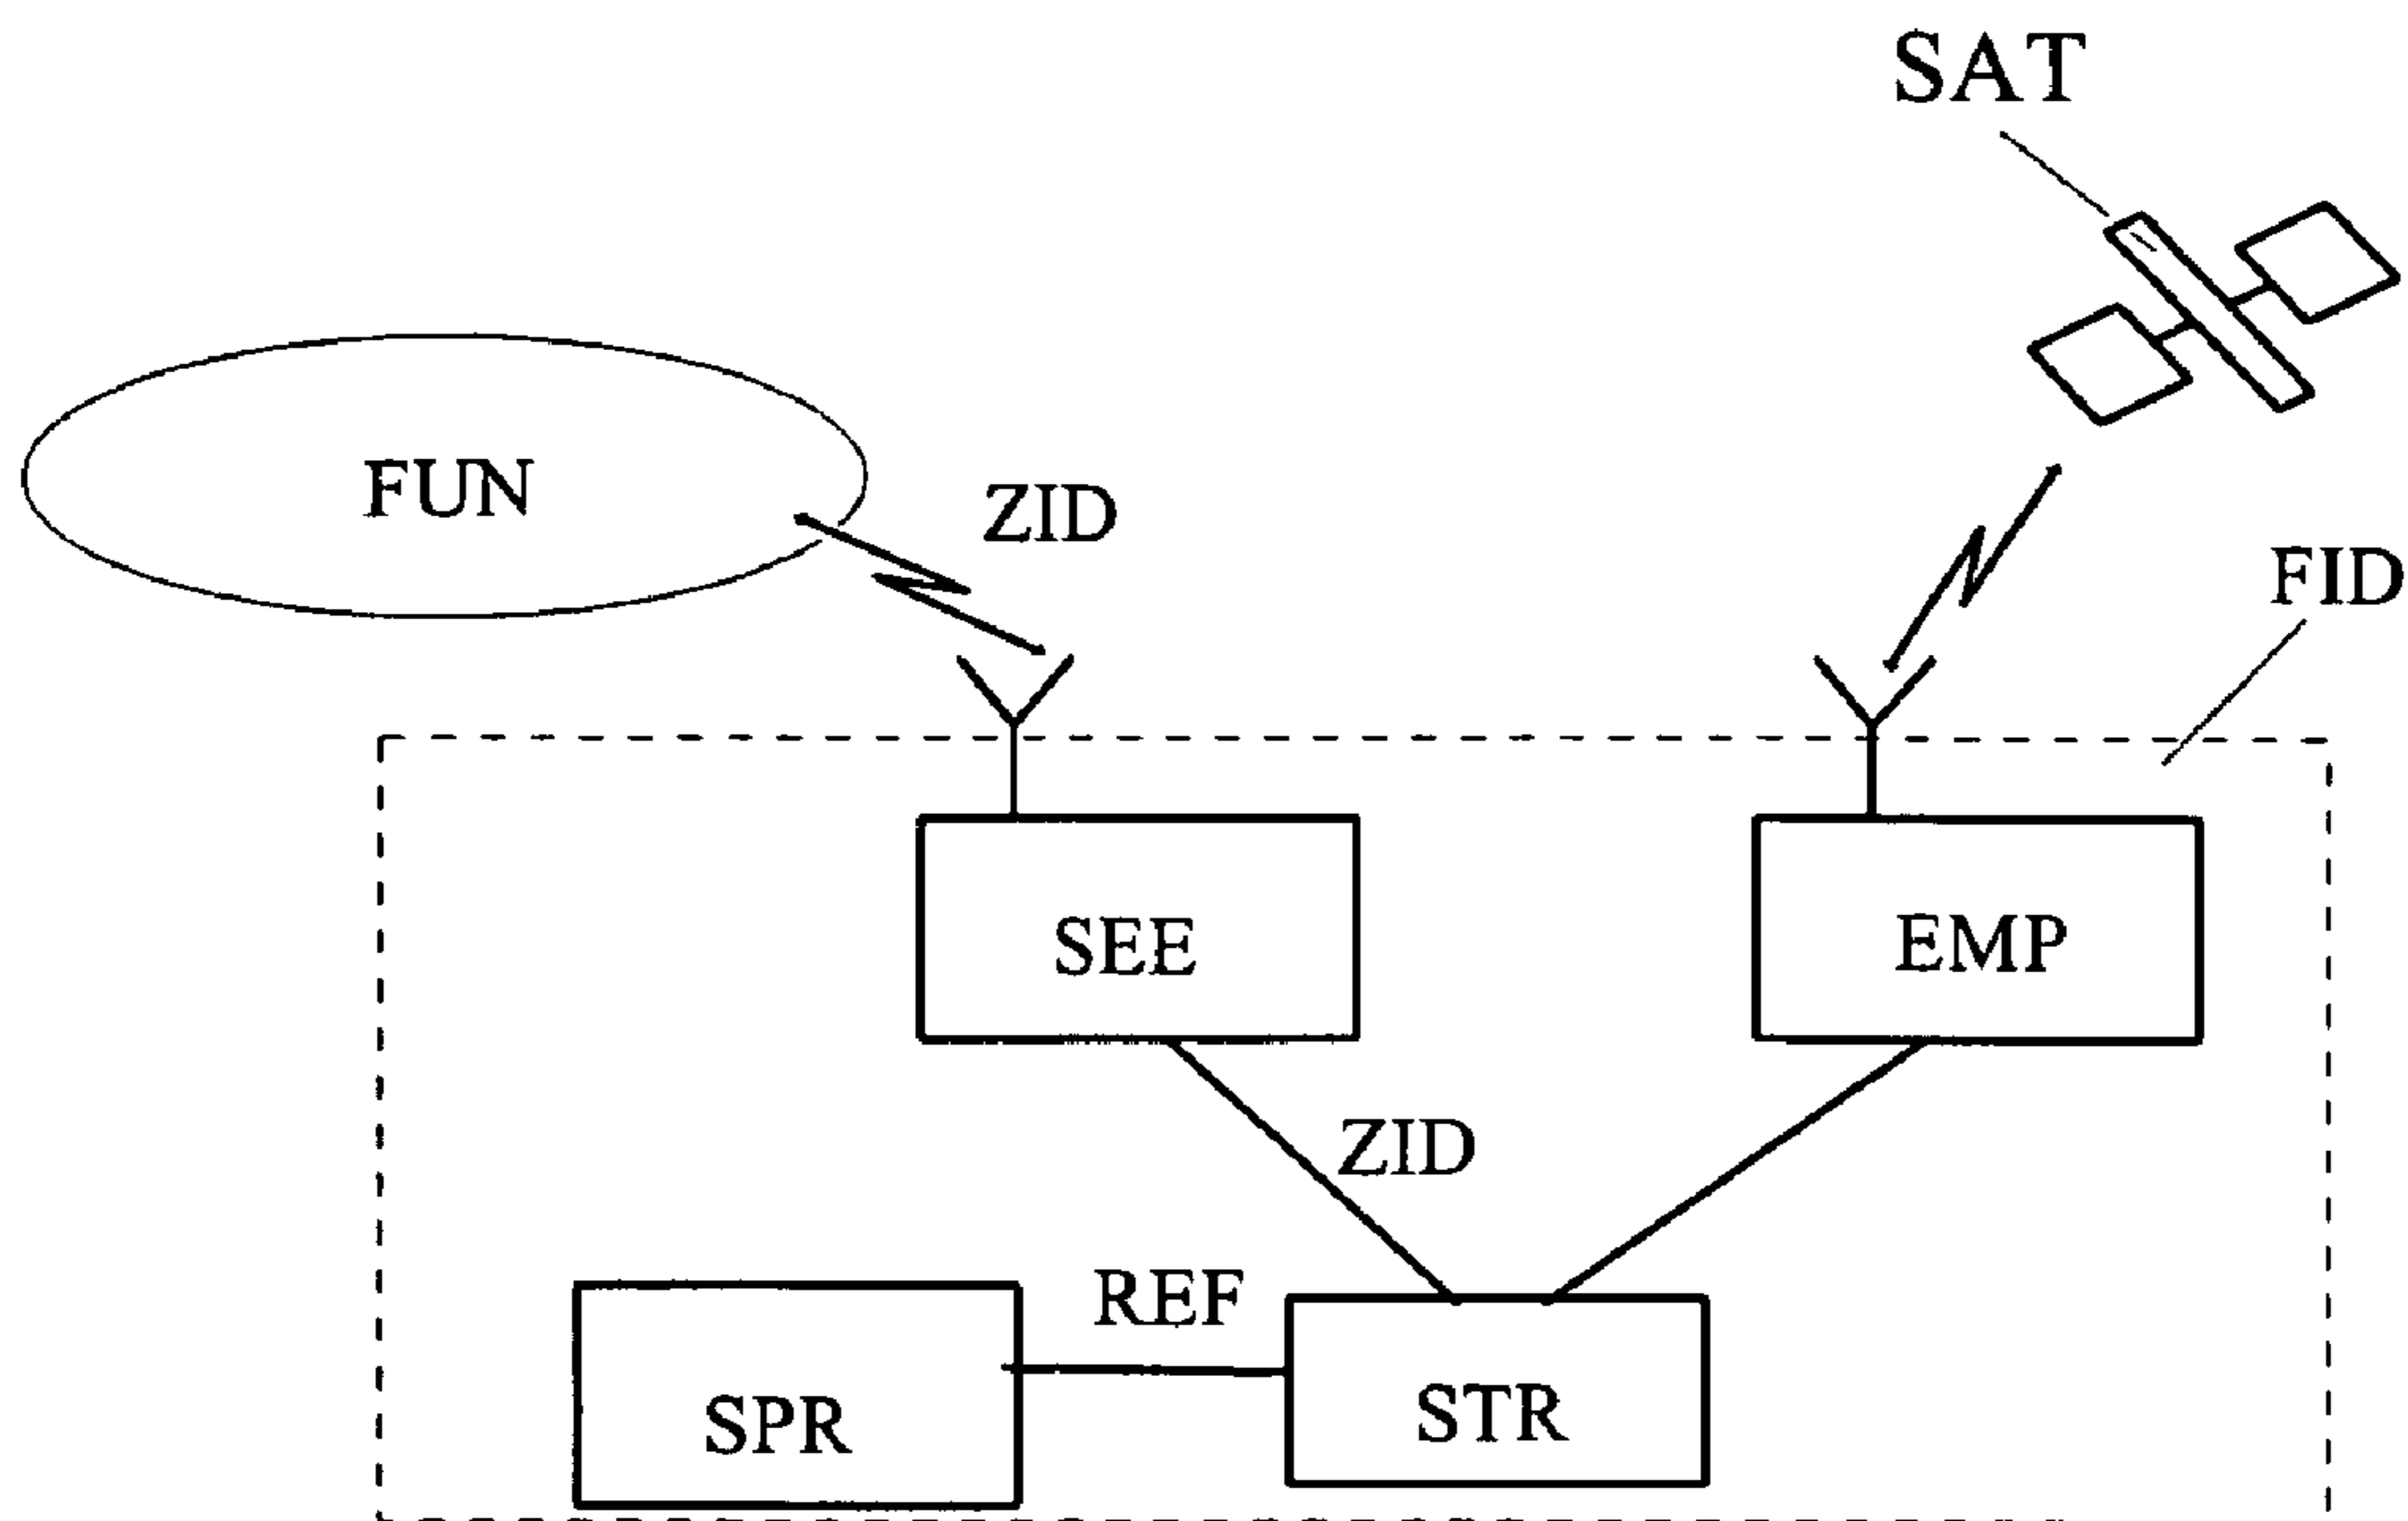 SAT
FUN
ZID
FID
SEE
EMP
ZID
REF
SPR
STR